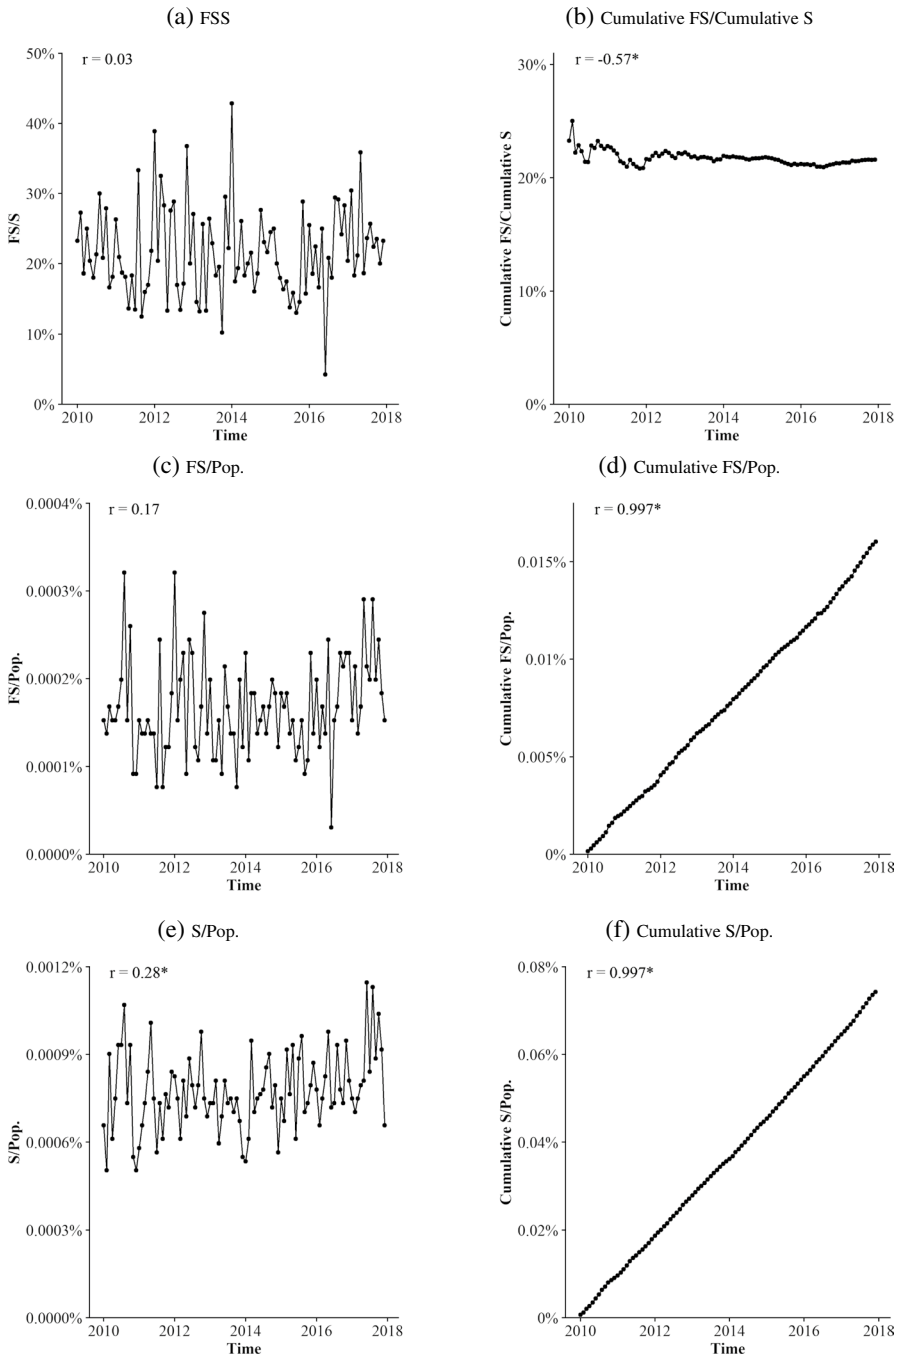 (a) FSS
r = 0.03
50%
40%
30%
20%
10%
0%
FS/S
2010 2012 2014 2016 2018
Time
(b) Cumulative FS/Cumulative S
r = -0.57*
30%
20%
10%
0%
Cumulative FS/Cumulative S
2010 2012 2014 2016 2018
Time
(c) FS/Pop.
r = 0.17
0.0004%
0.0003%
0.0002%
0.0001%
0.0000%
FS/Pop.
2010 2012 2014 2016 2018
Time
(d) Cumulative FS/Pop.
r = 0.997*
0.015%
0.01%
0.005%
0%
Cumulative FS/Pop.
2010 2012 2014 2016 2018
Time
(e) S/Pop.
r = 0.28*
0.0012%
0.0009%
0.0006%
0.0003%
0.0000%
S/Pop.
2010 2012 2014 2016 2018
Time
(f) Cumulative S/Pop.
r = 0.997*
0.08%
0.06%
0.04%
0.02%
0%
Cumulative S/Pop.
2010 2012 2014 2016 2018
Time